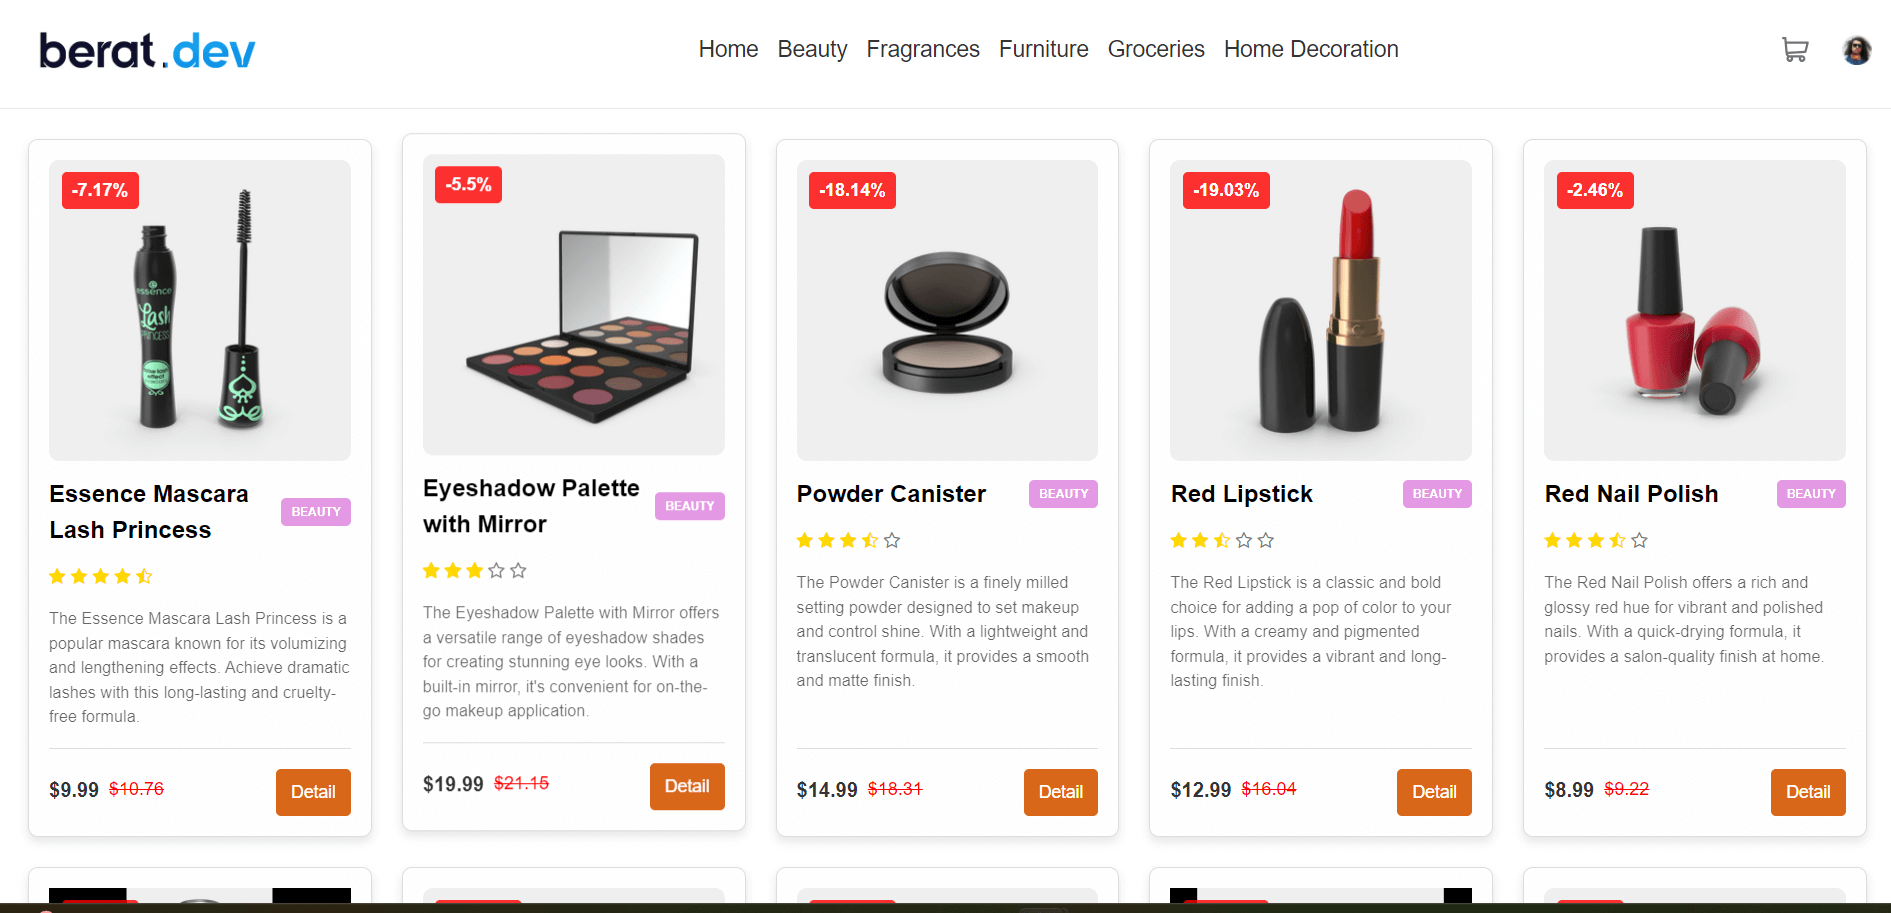 berat.dev
Home Beauty Fragrances Furniture Groceries Home Decoration
-7.17%
essence
Lash
PRINCESS
false lash
effect
Essence Mascara
Lash Princess
BEAUTY
The Essence Mascara Lash Princess is a
popular mascara known for its volumizing
and lengthening effects. Achieve dramatic
lashes with this long-lasting and cruelty-
free formula.
$9.99 $10.76
Detail
-5.5%
Eyeshadow Palette
with Mirror
BEAUTY
The Eyeshadow Palette with Mirror offers
a versatile range of eyeshadow shades
for creating stunning eye looks. With a
built-in mirror, it's convenient for on-the-
go makeup application.
$19.99 $21.15
Detail
-18.14%
Powder Canister
BEAUTY
The Powder Canister is a finely milled
setting powder designed to set makeup
and control shine. With a lightweight and
translucent formula, it provides a smooth
and matte finish.
$14.99 $18.31
Detail
-19.03%
Red Lipstick
BEAUTY
The Red Lipstick is a classic and bold
choice for adding a pop of color to your
lips. With a creamy and pigmented
formula, it provides a vibrant and long-
lasting finish.
$12.99 $16.04
Detail
-2.46%
Red Nail Polish
BEAUTY
The Red Nail Polish offers a rich and
glossy red hue for vibrant and polished
nails. With a quick-drying formula, it
provides a salon-quality finish at home.
$8.99 $9.22
Detail